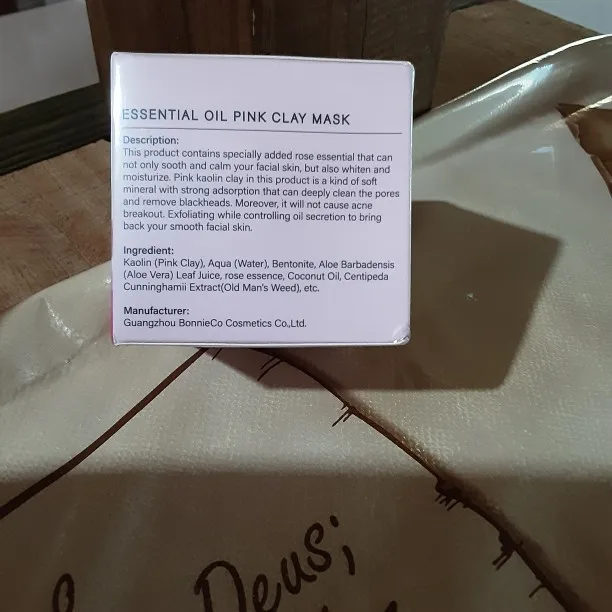 ESSENTIAL OIL PINK CLAY MASK
Description:
This product contains specially added rose essential that can
not only sooth and calm your facial skin, but also whiten and
moisturize. Pink kaolin clay in this product is a kind of soft
mineral with strong adsorption that can deeply clean the pores
and remove blackheads. Moreover, it will not cause acne
breakout. Exfoliating while controlling oil secretion to bring
back your smooth facial skin.
Ingredient:
Kaolin (Pink Clay), Aqua (Water), Bentonite, Aloe Barbadensis
(Aloe Vera) Leaf Juice, rose essence, Coconut Oil, Centipeda
Cunninghamii Extract(Old Man's Weed), etc.
Manufacturer:
Guangzhou BonnieCo Cosmetics Co.,Ltd.
Deus;